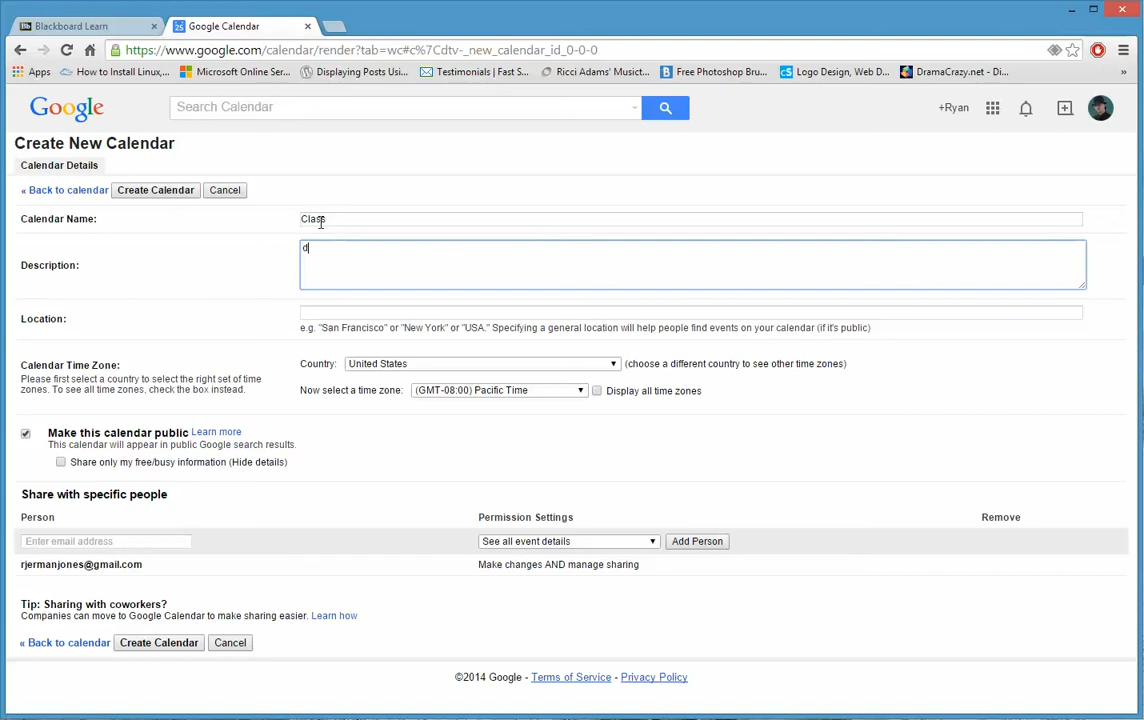 Blackboard Learn
Google Calendar
https://www.google.com/calendar/render?tab=wc#c%7Cdtv-_new_calendar_id_0-0-0
Apps How to Install Linux,... Microsoft Online Ser... Displaying Posts Usi... Testimonials | Fast S... Ricci Adams' Music... Free Photoshop Bru... Logo Design, Web D... DramaCrazy.net - Di... »
Google Search Calendar +Ryan
Create New Calendar
Calendar Details
« Back to calendar Create Calendar Cancel
Calendar Name: Class
Description: d
Location:
e.g. "San Francisco" or "New York" or "USA." Specifying a general location will help people find events on your calendar (if it's public)
Calendar Time Zone: Country: United States (choose a different country to see other time zones)
Please first select a country to select the right set of time
zones. To see all time zones, check the box instead.
Now select a time zone: (GMT-08:00) Pacific Time Display all time zones
Make this calendar public Learn more
This calendar will appear in public Google search results.
Share only my free/busy information (Hide details)
Share with specific people
Person Permission Settings Remove
Enter email address See all event details Add Person
rjermanjones@gmail.com Make changes AND manage sharing
Tip: Sharing with coworkers?
Companies can move to Google Calendar to make sharing easier. Learn how
« Back to calendar Create Calendar Cancel
©2014 Google - Terms of Service - Privacy Policy